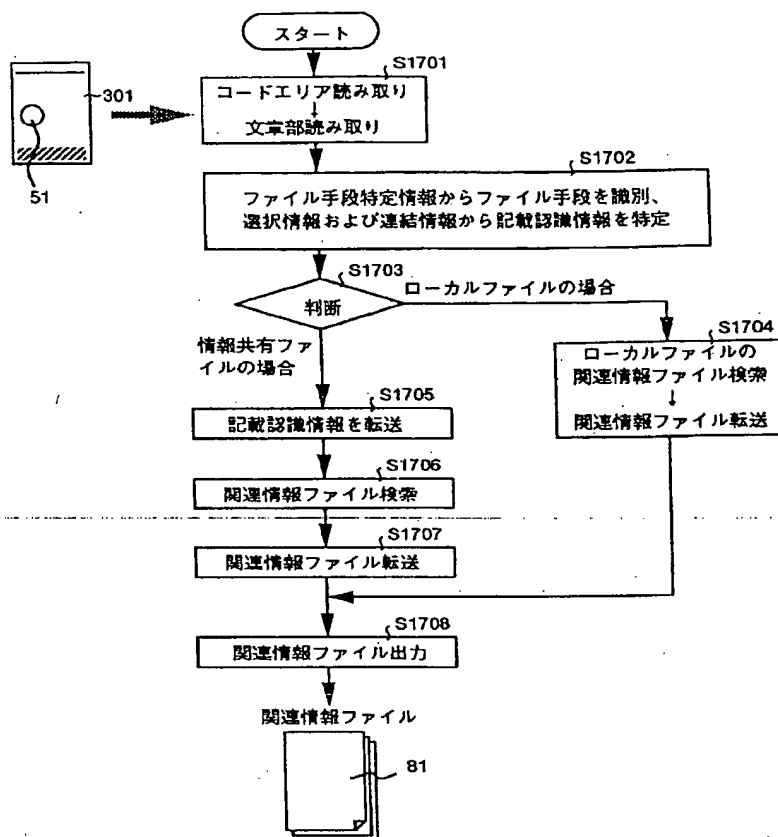 スタート
S1701
コードエリア読み取り
文章部読み取り
301
51
S1702
ファイル手段特定情報からファイル手段を識別、
選択情報および連結情報から記載認識情報を特定
S1703
判断
ローカルファイルの場合
情報共有ファ
イルの場合
S1704
ローカルファイルの
関連情報ファイル検索
関連情報ファイル転送
S1705
記載認識情報を転送
S1706
関連情報ファイル検索
S1707
関連情報ファイル転送
S1708
関連情報ファイル出力
関連情報ファイル
81